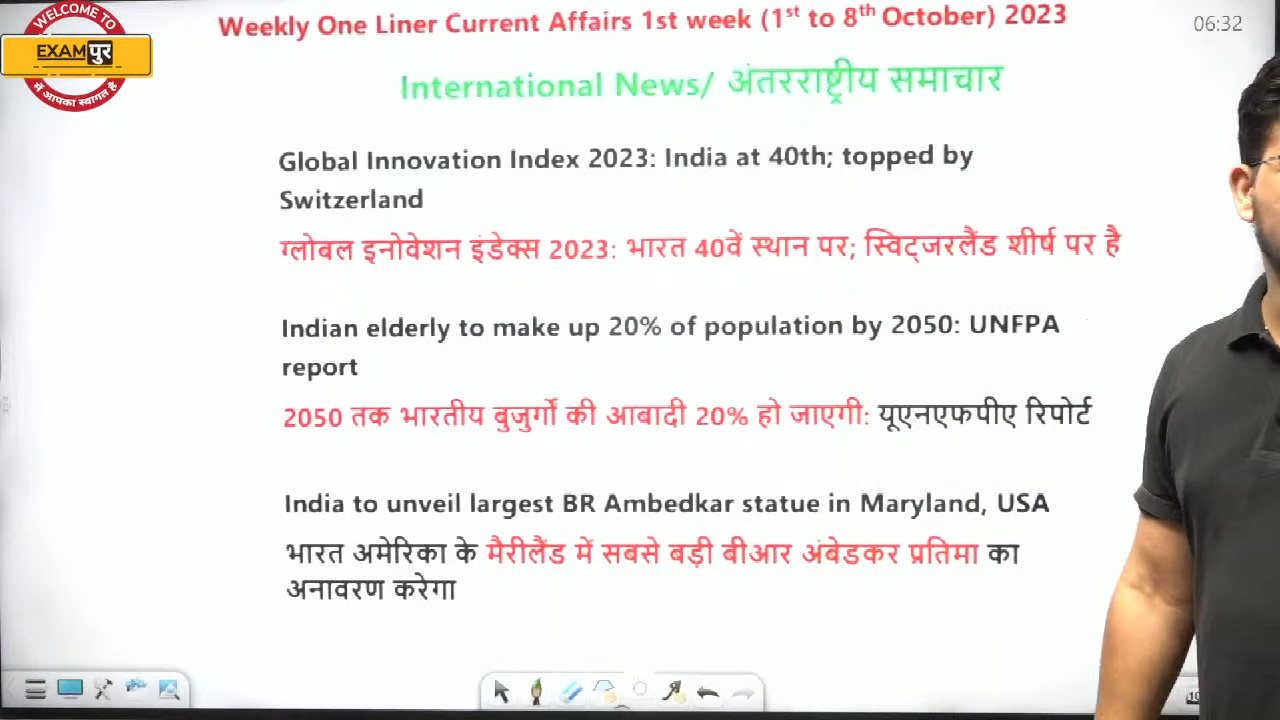 WELCOME TO
EXAMपुर
में आपका स्वागत है
Weekly One Liner Current Affairs 1st week (1st to 8th October) 2023
06:32
International News/ अंतरराष्ट्रीय समाचार
Global Innovation Index 2023: India at 40th; topped by
Switzerland
ग्लोबल इनोवेशन इंडेक्स 2023: भारत 40वें स्थान पर; स्विट्जरलैंड शीर्ष पर है
Indian elderly to make up 20% of population by 2050: UNFPA
report
2050 तक भारतीय बुजुर्गों की आबादी 20% हो जाएगी: यूएनएफपीए रिपोर्ट
India to unveil largest BR Ambedkar statue in Maryland, USA
भारत अमेरिका के मैरीलैंड में सबसे बड़ी बीआर अंबेडकर प्रतिमा का
अनावरण करेगा